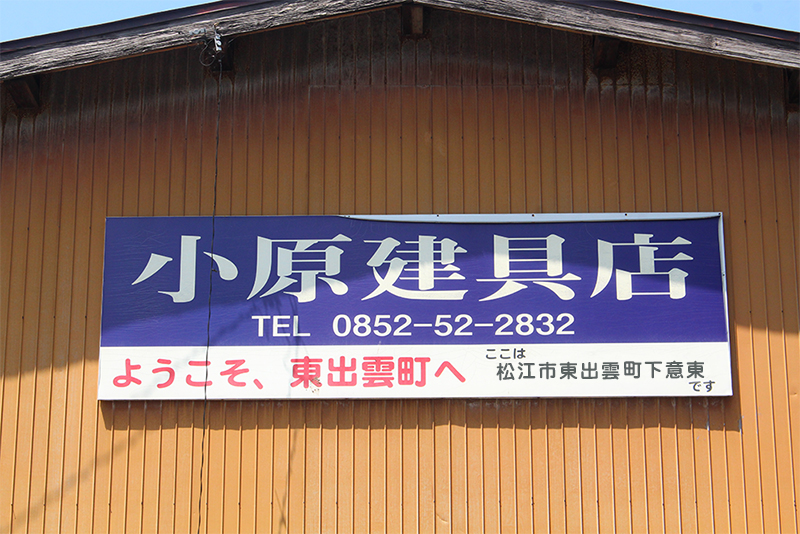 小原建具店
TEL 0852-52-2832
ようこそ、東出雲町へ
ここは
松江市東出雲町下意東
です